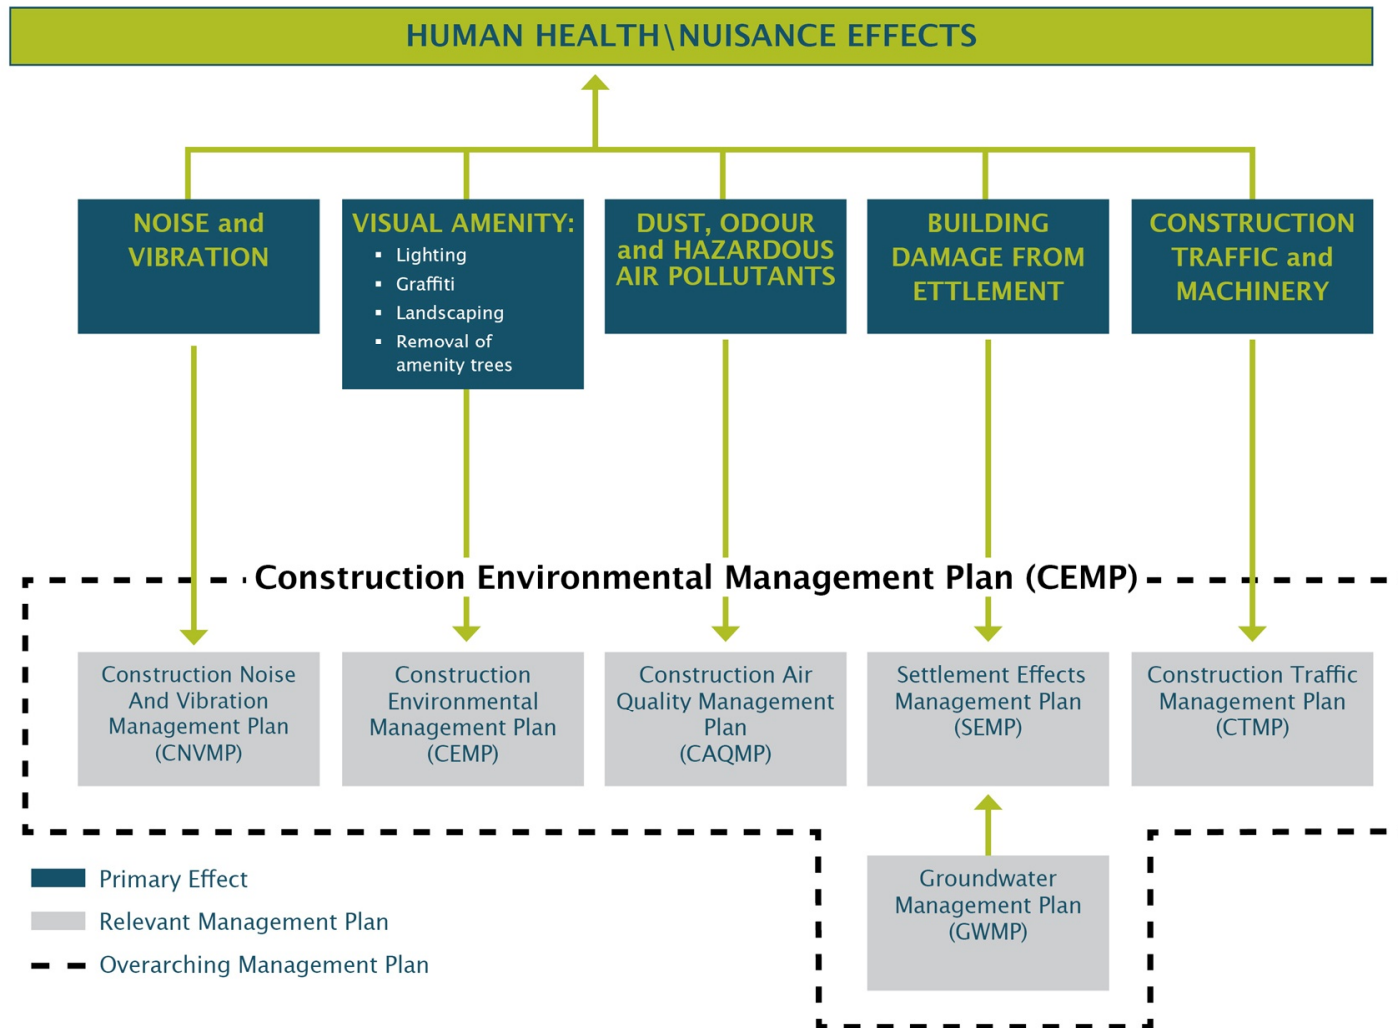 HUMAN HEALTH\NUISANCE EFFECTS
NOISE and
VIBRATION
VISUAL AMENITY:
▪ Lighting
▪ Graffiti
▪ Landscaping
▪ Removal of
amenity trees
DUST, ODOUR
and HAZARDOUS
AIR POLLUTANTS
BUILDING
DAMAGE FROM
ETTLEMENT
CONSTRUCTION
TRAFFIC and
MACHINERY
Construction Environmental Management Plan (CEMP)
Construction Noise
And Vibration
Management Plan
(CNVMP)
Construction
Environmental
Management Plan
(CEMP)
Construction Air
Quality Management
Plan
(CAQMP)
Settlement Effects
Management Plan
(SEMP)
Construction Traffic
Management Plan
(CTMP)
Groundwater
Management Plan
(GWMP)
Primary Effect
Relevant Management Plan
Overarching Management Plan